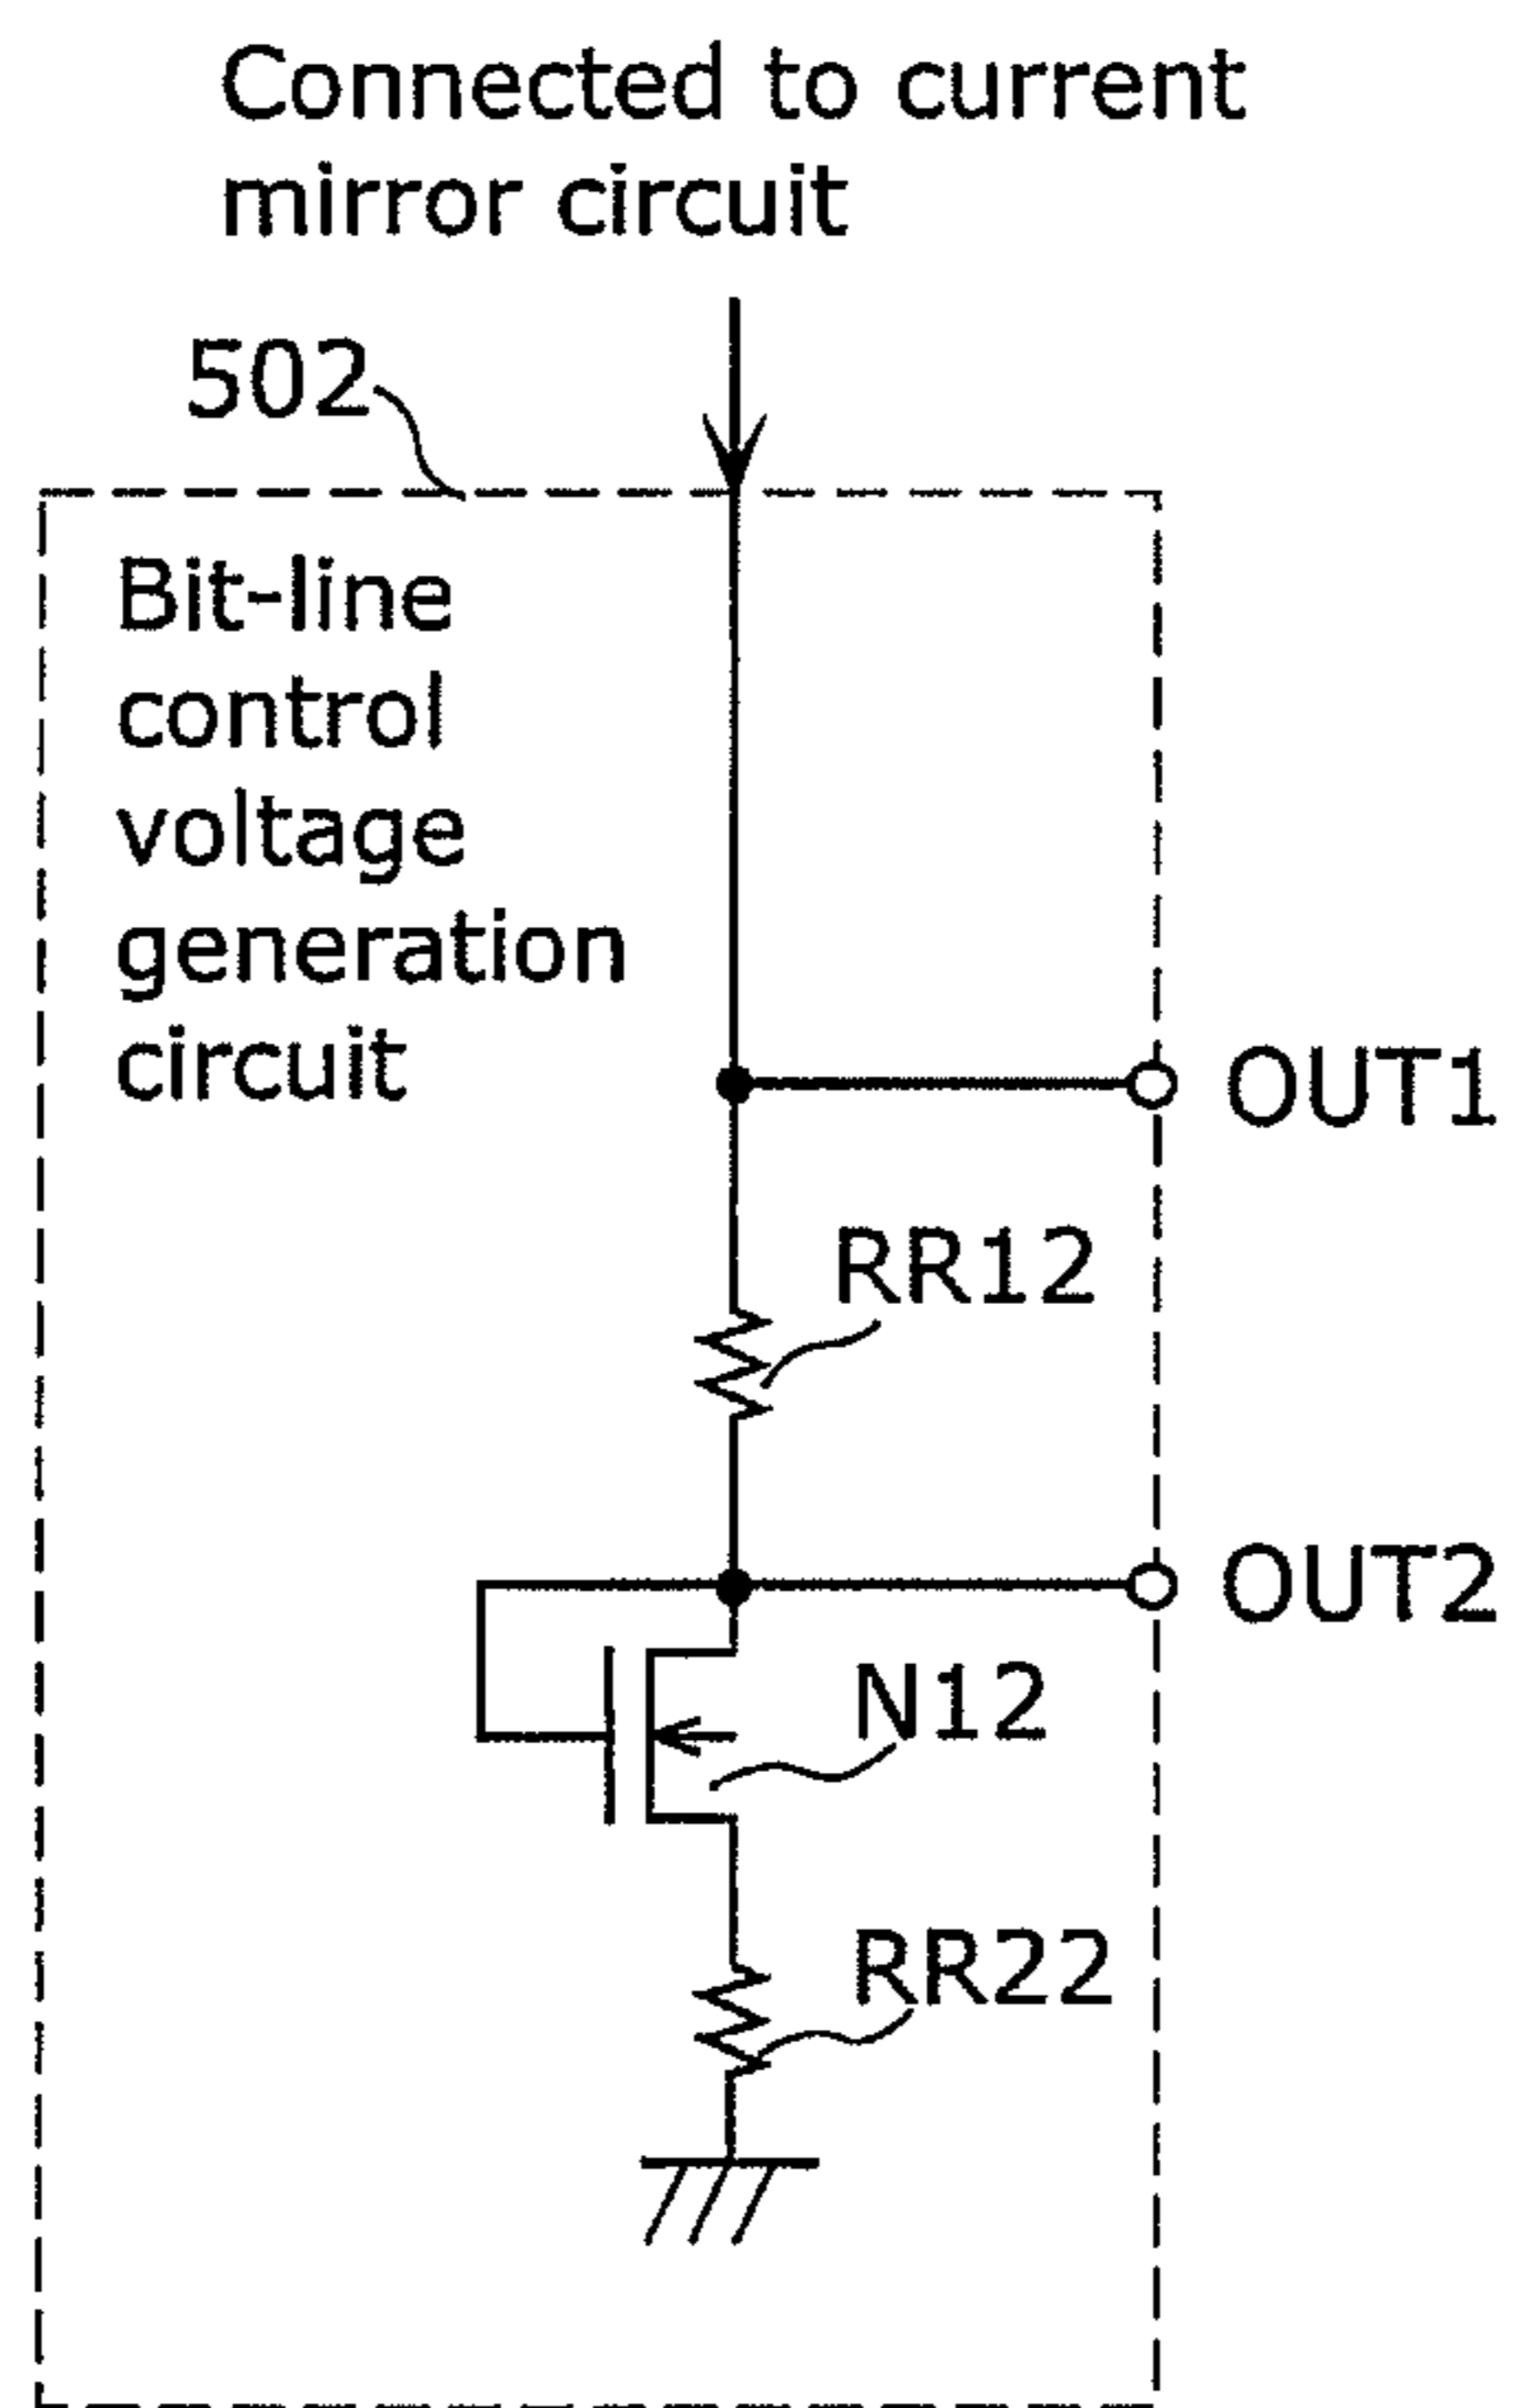 Connected to current
mirror circuit
502
Bit-line
control
voltage
generation
circuit
OUT1
RR12
OUT2
N12
RR22